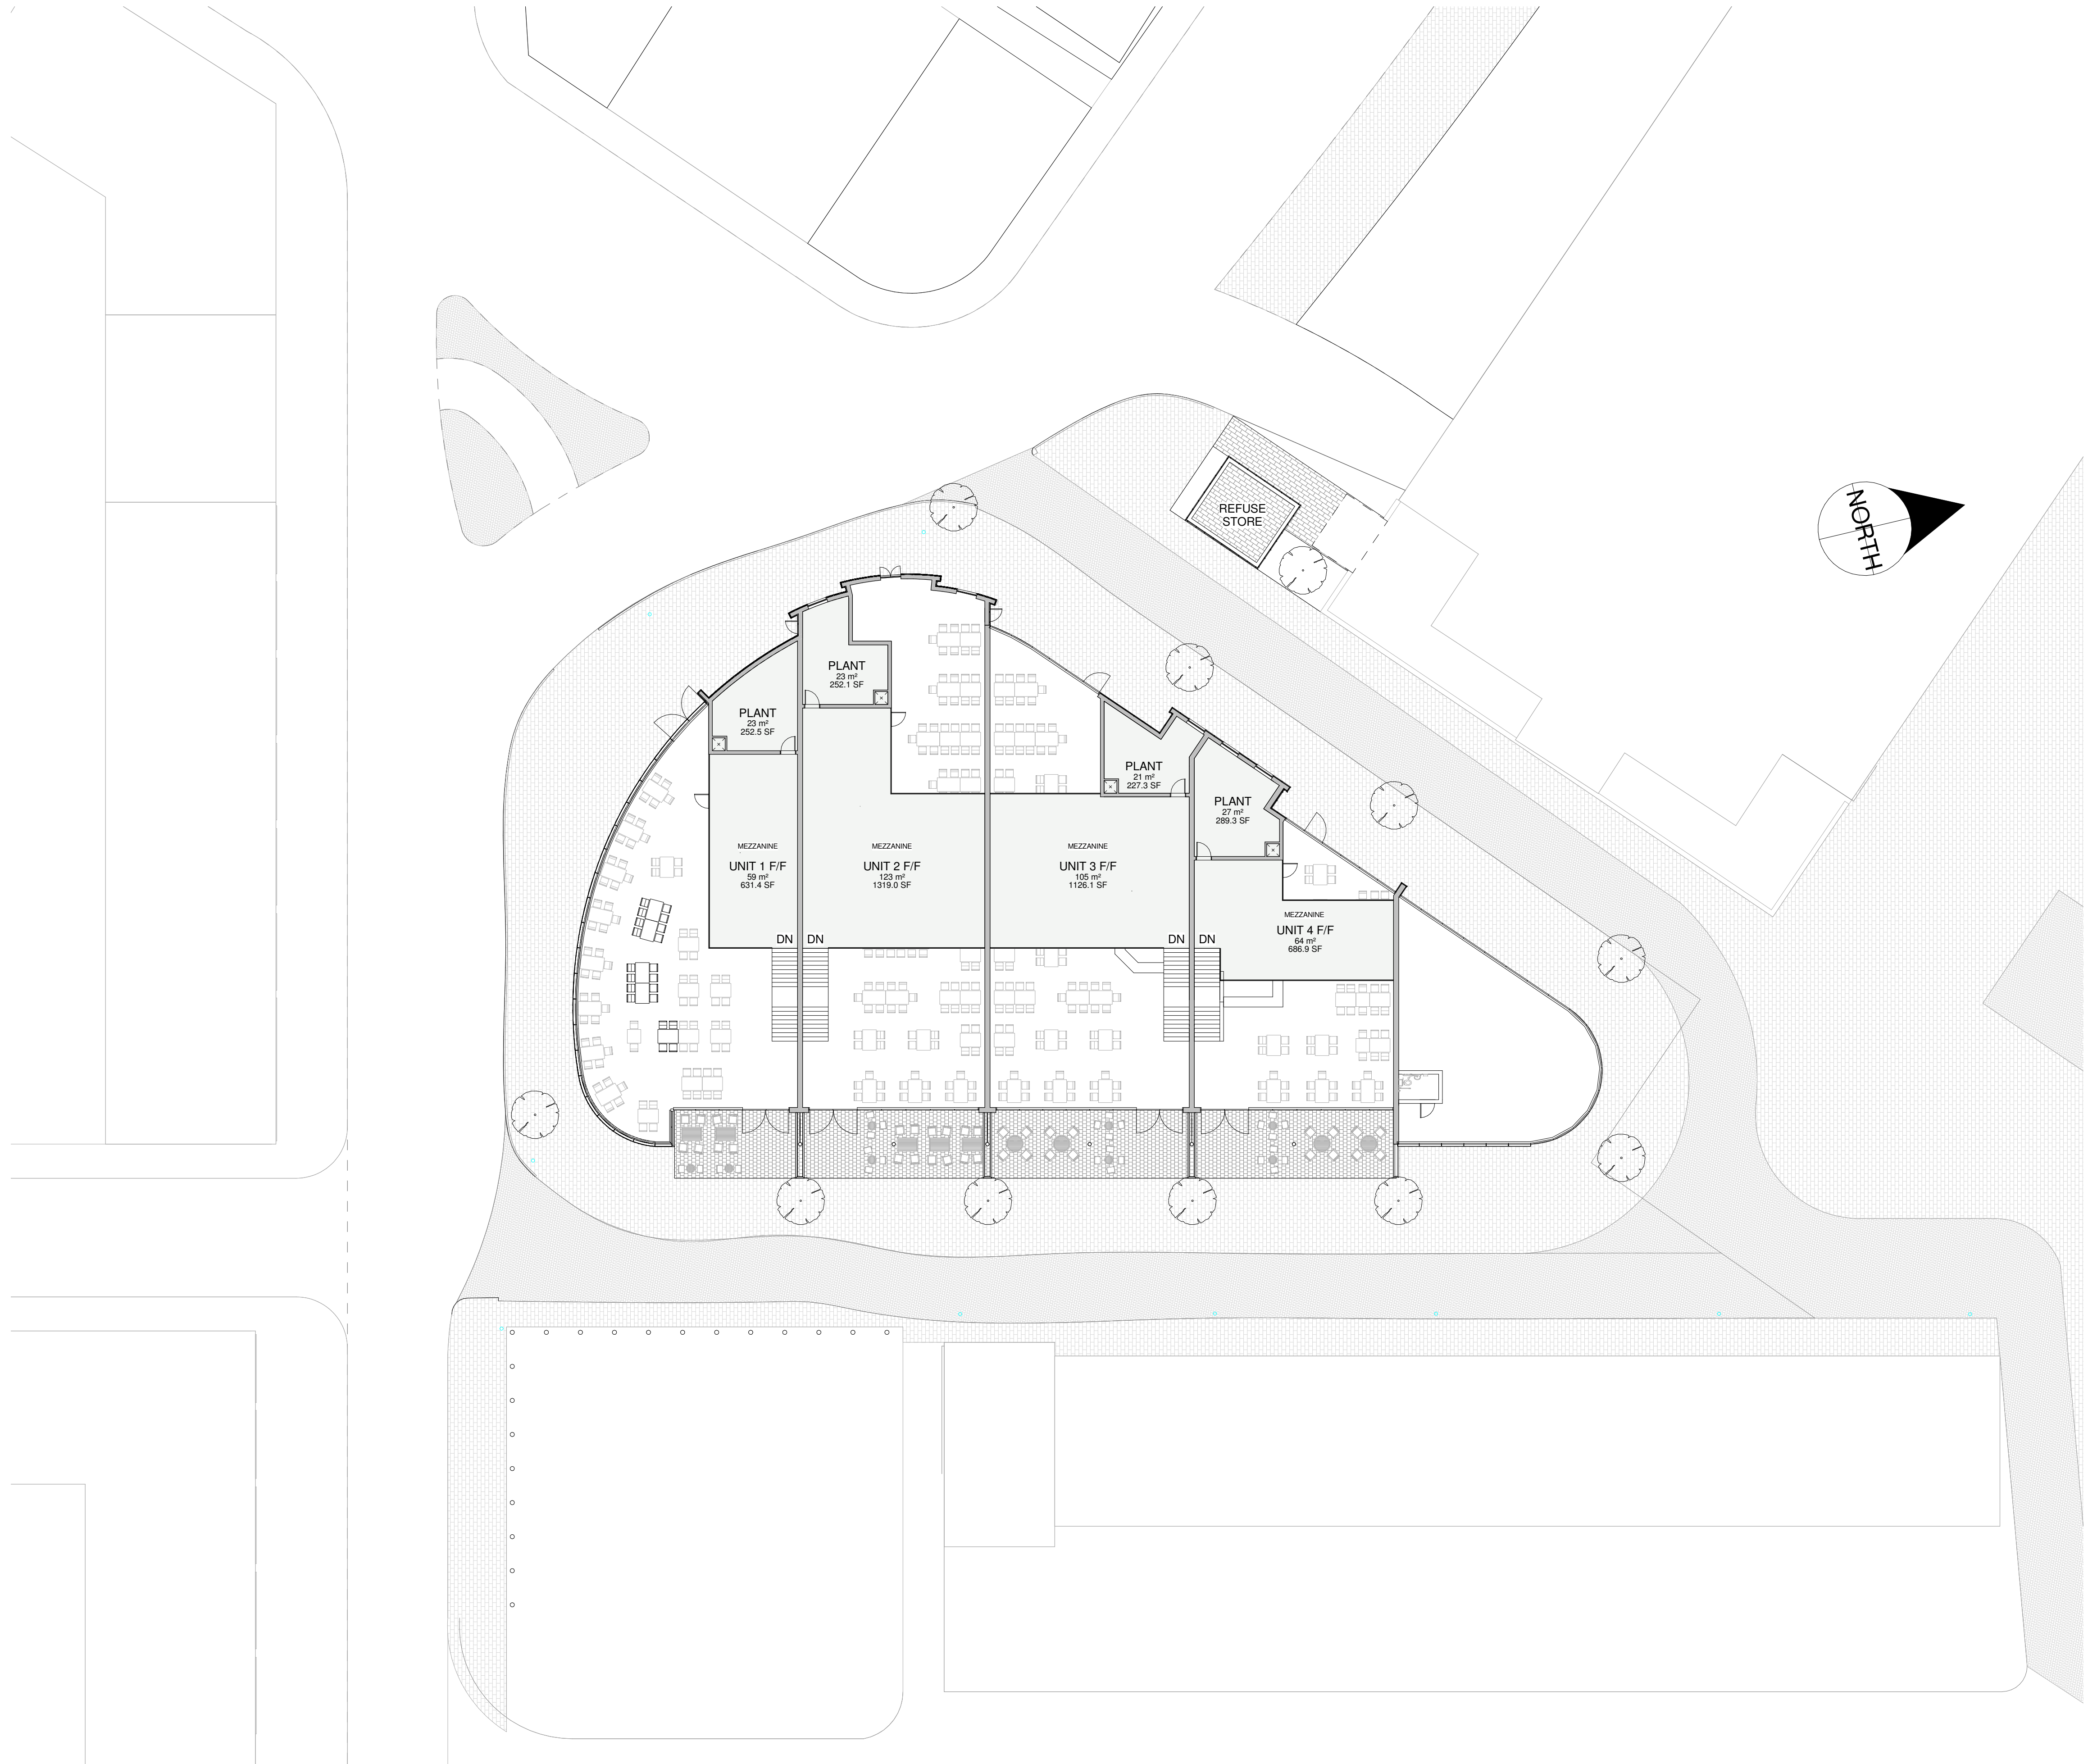 REFUSE
STORE
NORTH
PLANT
23 m²
252.1 SF
PLANT
23 m²
252.5 SF
PLANT
21 m²
227.3 SF
PLANT
27 m²
289.3 SF
MEZZANINE
UNIT 1 F/F
59 m²
631.4 SF
MEZZANINE
UNIT 2 F/F
123 m²
1319.0 SF
MEZZANINE
UNIT 3 F/F
105 m²
1126.1 SF
MEZZANINE
UNIT 4 F/F
64 m²
686.9 SF
DN
DN
DN
DN